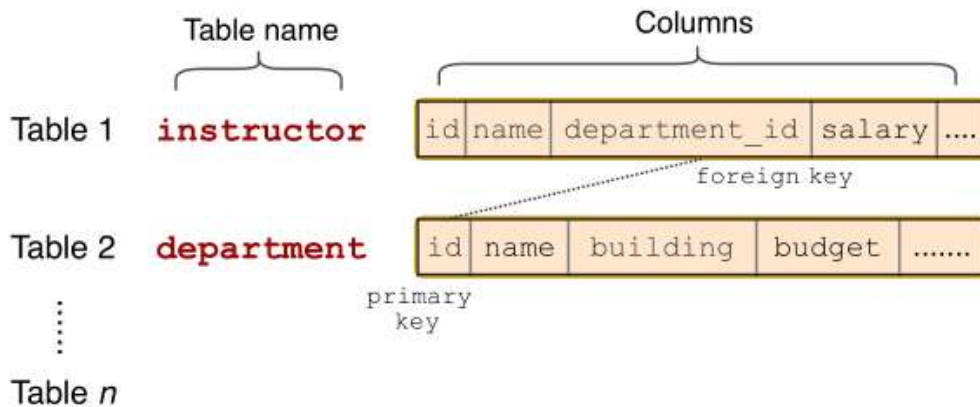 Table name
Columns
Table 1 instructor id name department_id salary ....
foreign key
Table 2 department id name building budget .......
primary
key
Table n